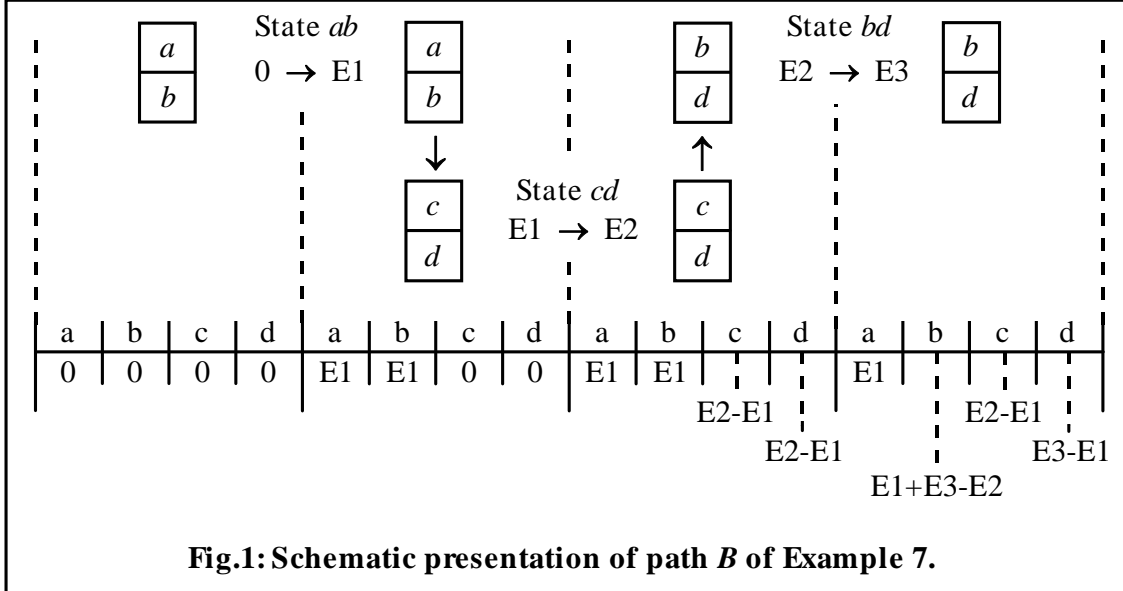 State ab
State bd
a
a
b
b
0 → E1
E2 → E3
b
b
d
d
State cd
c
c
E1 → E2
d
d
a b c d a b c d a b c d a b c d
0 0 0 0 E1 E1 0 0 E1 E1 E1
E2-E1 E2-E1
E2-E1 E3-E1
E1+E3-E2
Fig.1: Schematic presentation of path B of Example 7.